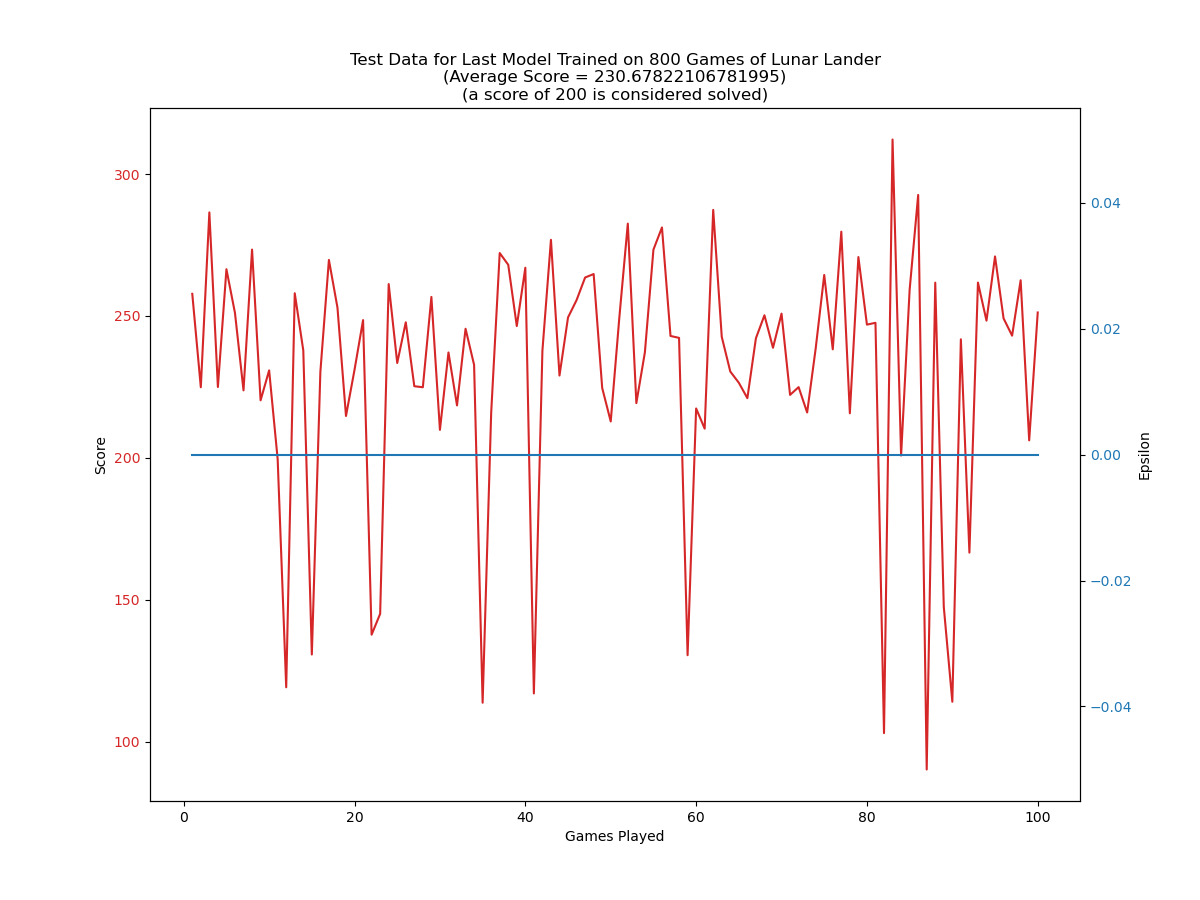 Test Data for Last Model Trained on 800 Games of Lunar Lander
(Average Score = 230.67822106781995)
(a score of 200 is considered solved)
300
250
200
150
100
Score
0.04
0.02
0.00
−0.02
−0.04
Epsilon
0 20 40 60 80 100
Games Played